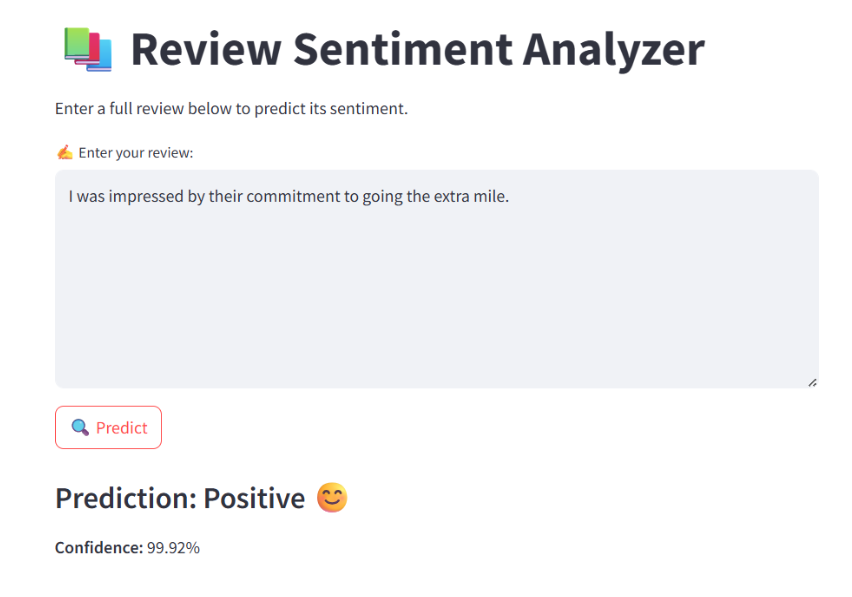 📚 Review Sentiment Analyzer
Enter a full review below to predict its sentiment.
✍️ Enter your review:
I was impressed by their commitment to going the extra mile.
🔍 Predict
Prediction: Positive 😊
Confidence: 99.92%